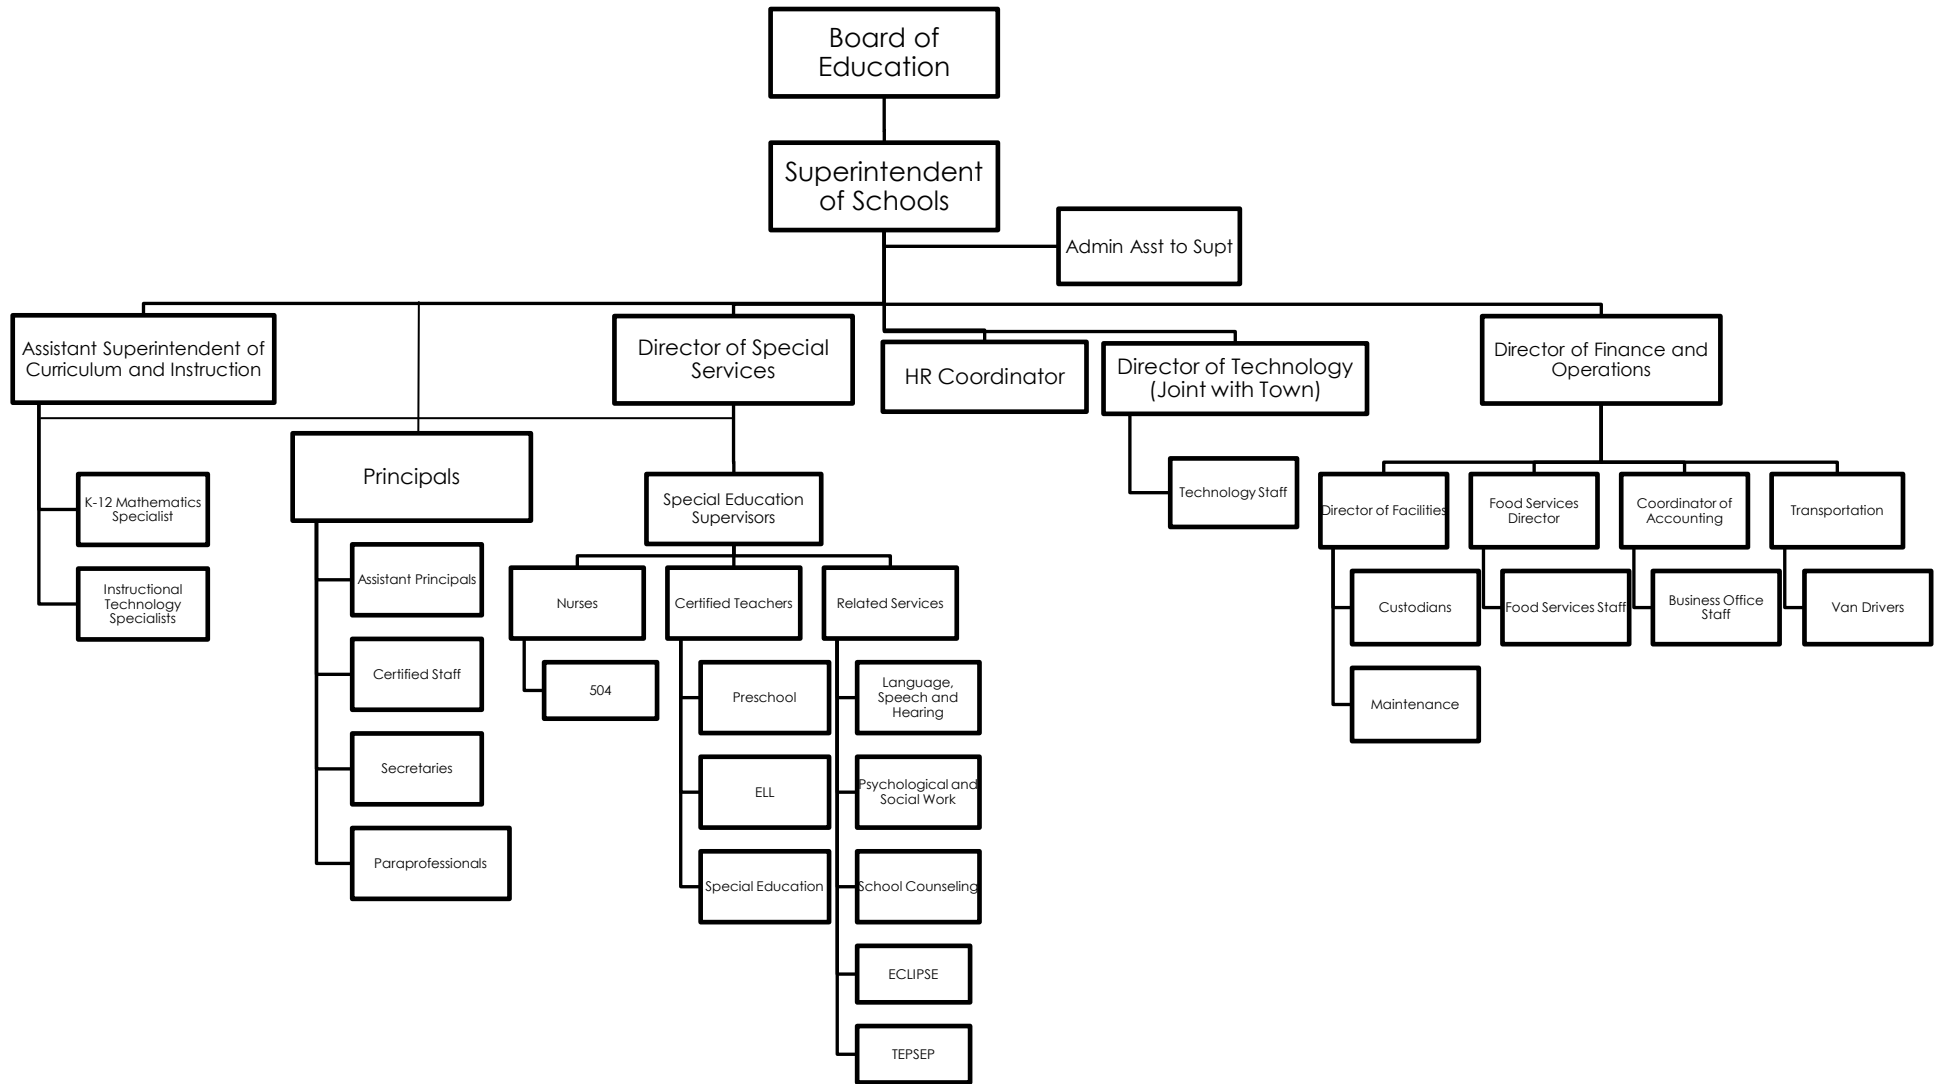 Board of
Education
Superintendent
of Schools
Admin Asst to Supt
Assistant Superintendent of
Curriculum and Instruction
Director of Special
Services
HR Coordinator
Director of Technology
(Joint with Town)
Director of Finance and
Operations
K-12 Mathematics
Specialist
Instructional
Technology
Specialists
Principals
Assistant Principals
Certified Staff
Secretaries
Paraprofessionals
Special Education
Supervisors
Nurses
504
Certified Teachers
Preschool
ELL
Special Education
Related Services
Language,
Speech and
Hearing
Psychological and
Social Work
School Counseling
ECLIPSE
TEPSEP
Technology Staff
Director of Facilities
Custodians
Maintenance
Food Services
Director
Food Services Staff
Coordinator of
Accounting
Business Office
Staff
Transportation
Van Drivers